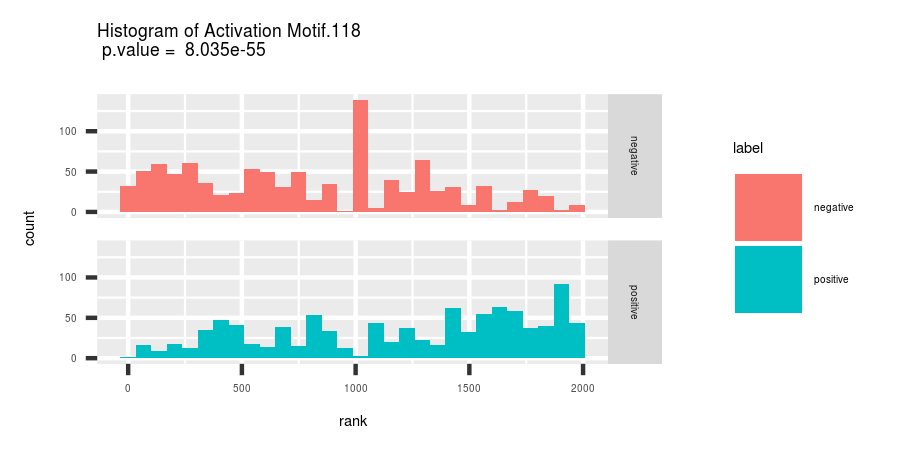 Histogram of Activation Motif.118
p.value = 8.035e-55
count
100
50
0
negative
100
50
0
positive
0 500 1000 1500 2000
rank
label
negative
positive